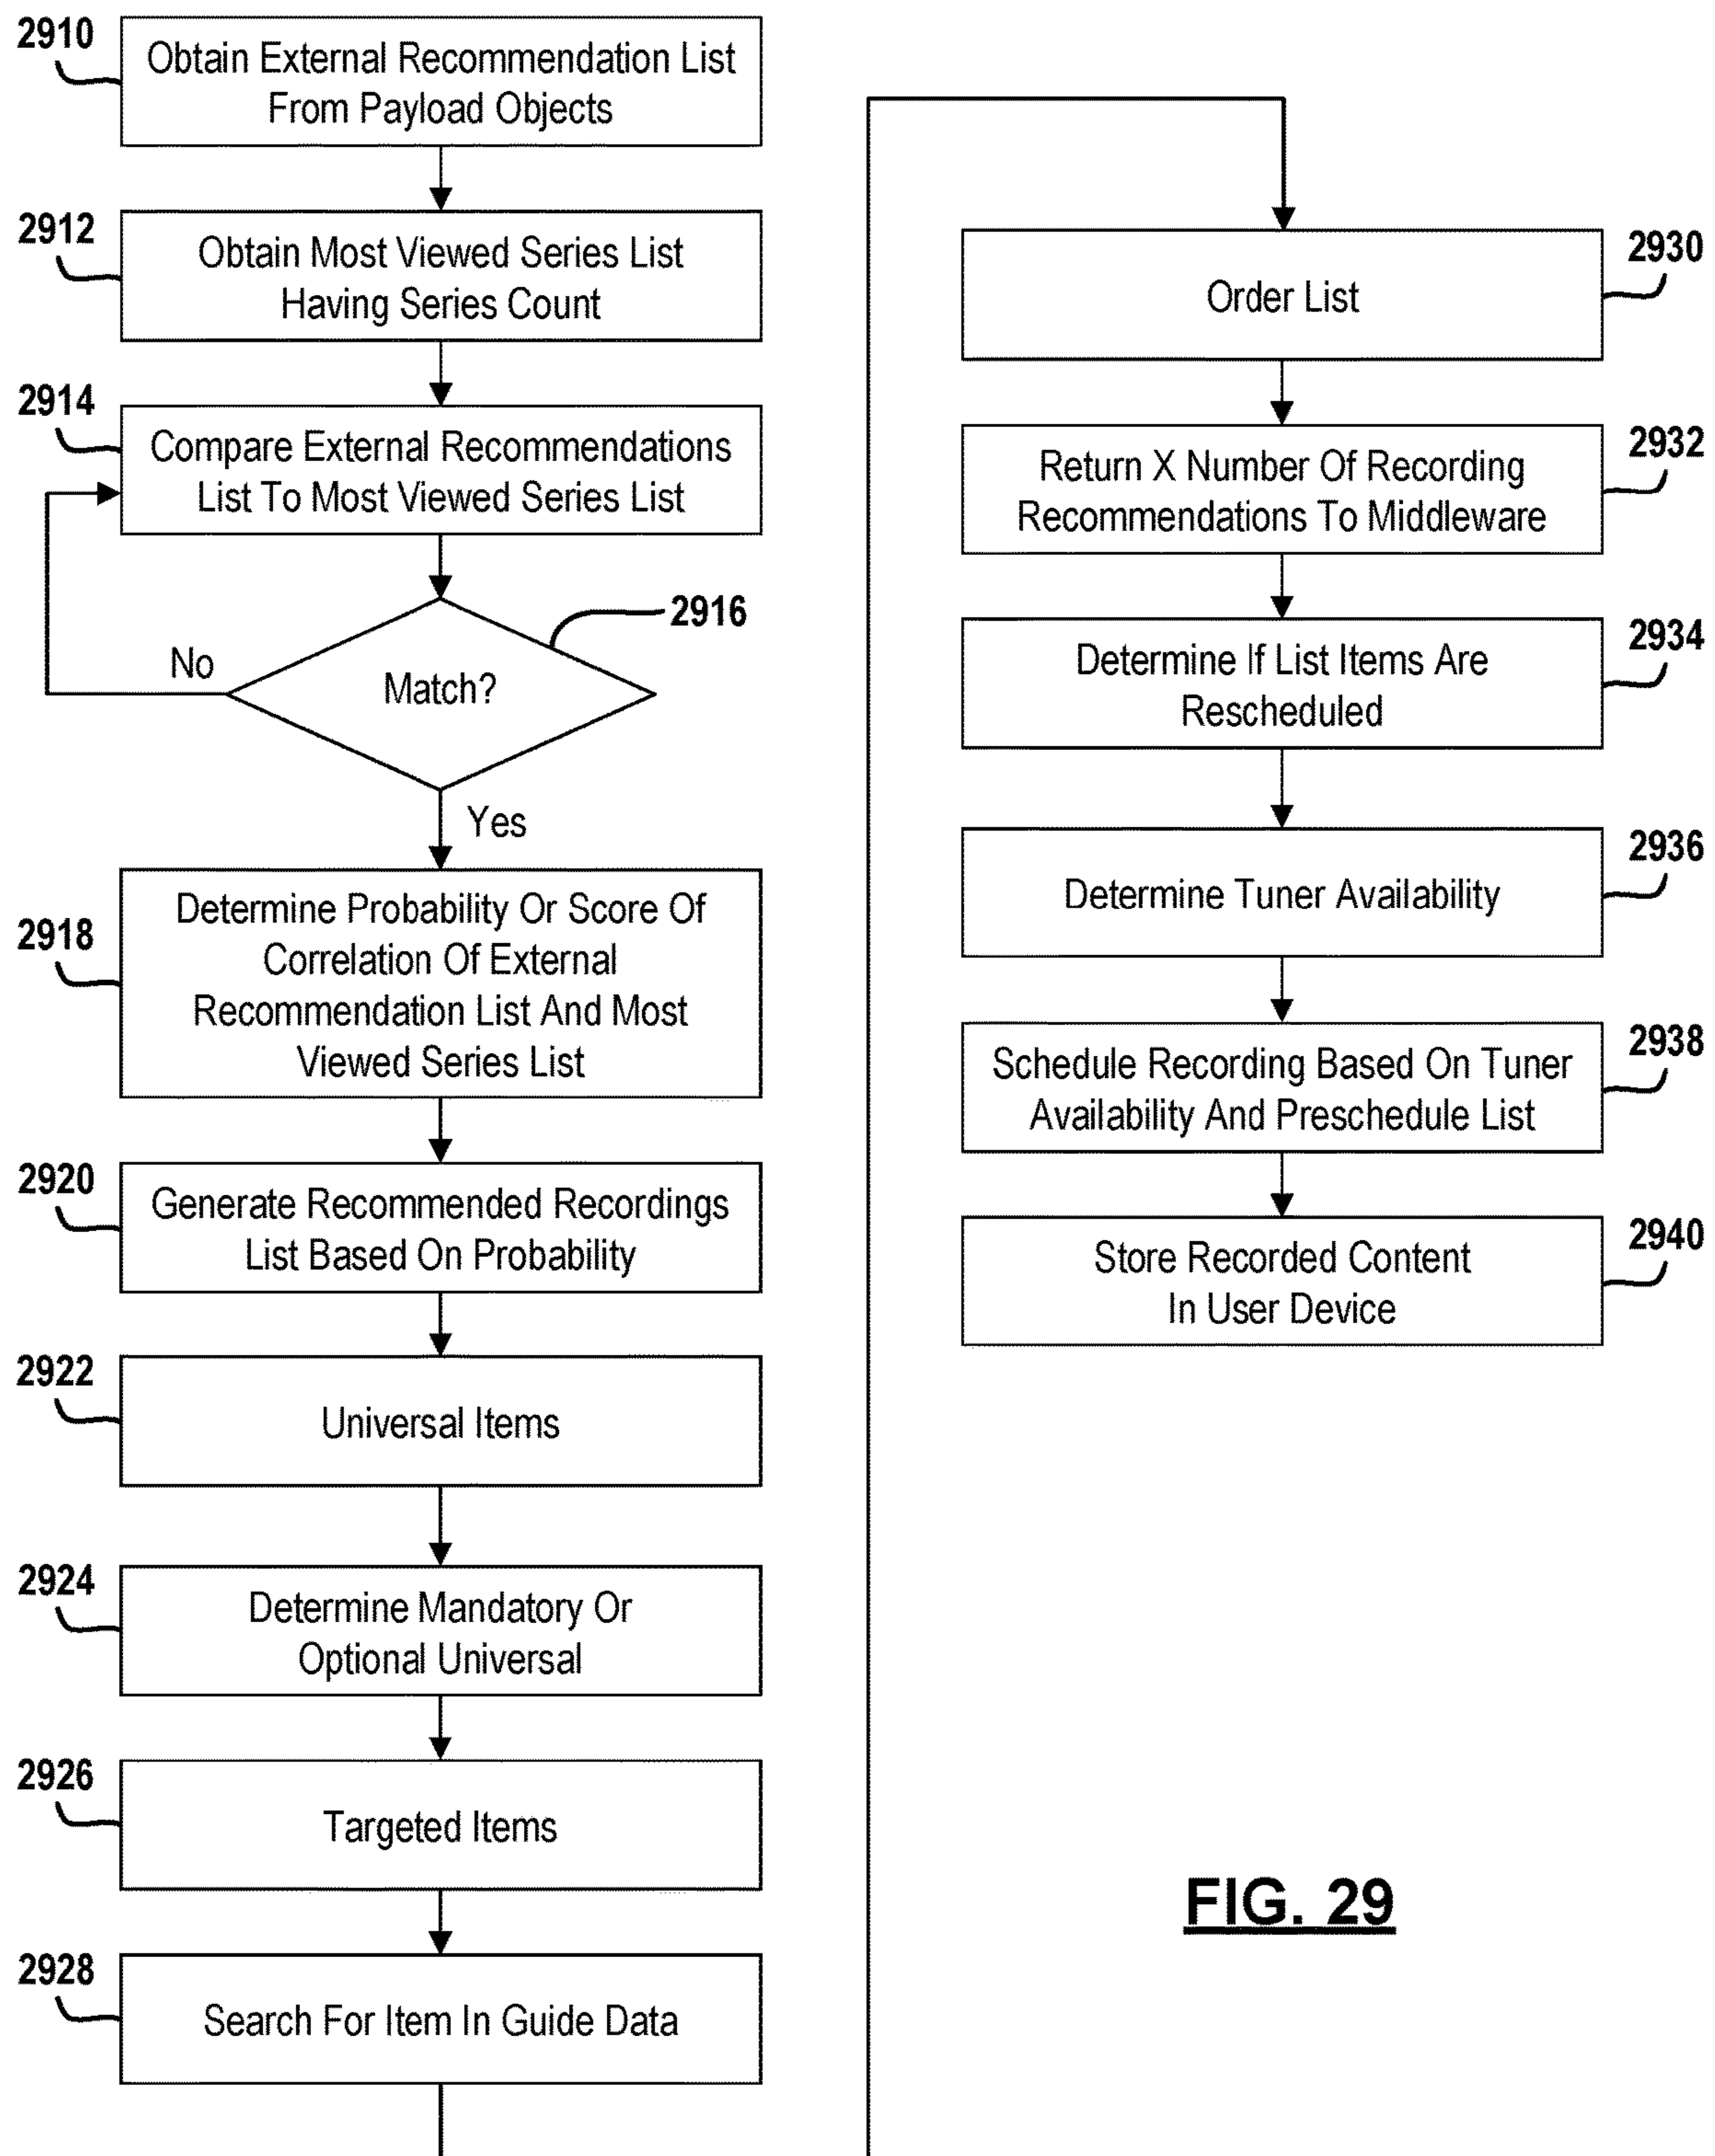 2910
Obtain External Recommendation List
From Payload Objects
2912
Obtain Most Viewed Series List
Having Series Count
2914
Compare External Recommendations
List To Most Viewed Series List
2916
No
Match?
Yes
2918
Determine Probability Or Score Of
Correlation Of External
Recommendation List And Most
Viewed Series List
2920
Generate Recommended Recordings
List Based On Probability
2922
Universal Items
2924
Determine Mandatory Or
Optional Universal
2926
Targeted Items
2928
Search For Item In Guide Data
2930
Order List
2932
Return X Number Of Recording
Recommendations To Middleware
2934
Determine If List Items Are
Rescheduled
2936
Determine Tuner Availability
2938
Schedule Recording Based On Tuner
Availability And Preschedule List
2940
Store Recorded Content
In User Device
FIG. 29